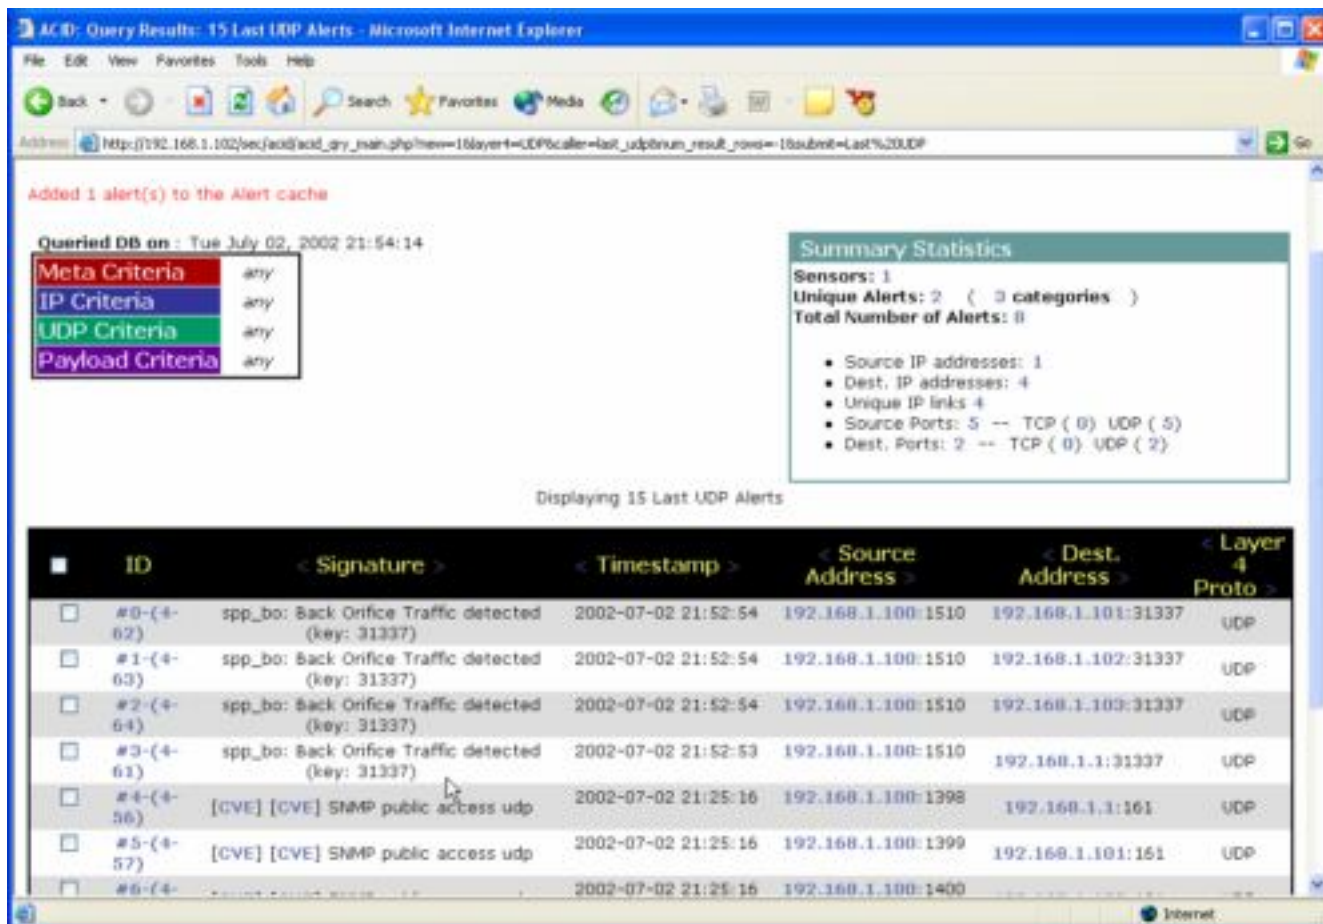 ACID: Query Results: 15 Last UDP Alerts - Microsoft Internet Explorer
File Edit View Favorites Tools Help
Back Search Favorites Media
Address http://192.168.1.102/sec/acid/acid_qry_main.php?new=1&layer4=UDP&caller=last_udp&num_result_rows=-1&submit=Last%20UDP Go
Added 1 alert(s) to the Alert cache
Queried DB on : Tue July 02, 2002 21:54:14
Meta Criteria any
IP Criteria any
UDP Criteria any
Payload Criteria any
Summary Statistics
Sensors: 1
Unique Alerts: 2 ( 3 categories )
Total Number of Alerts: 8
• Source IP addresses: 1
• Dest. IP addresses: 4
• Unique IP links 4
• Source Ports: 5 -- TCP ( 0) UDP ( 5)
• Dest. Ports: 2 -- TCP ( 0) UDP ( 2)
Displaying 15 Last UDP Alerts
ID < Signature > < Timestamp > < Source Address > < Dest. Address > < Layer 4 Proto >
#0-(4-62) spp_bo: Back Orifice Traffic detected (key: 31337) 2002-07-02 21:52:54 192.168.1.100:1510 192.168.1.101:31337 UDP
#1-(4-63) spp_bo: Back Orifice Traffic detected (key: 31337) 2002-07-02 21:52:54 192.168.1.100:1510 192.168.1.102:31337 UDP
#2-(4-64) spp_bo: Back Orifice Traffic detected (key: 31337) 2002-07-02 21:52:54 192.168.1.100:1510 192.168.1.103:31337 UDP
#3-(4-61) spp_bo: Back Orifice Traffic detected (key: 31337) 2002-07-02 21:52:53 192.168.1.100:1510 192.168.1.1:31337 UDP
#4-(4-56) [CVE] [CVE] SNMP public access udp 2002-07-02 21:25:16 192.168.1.100:1398 192.168.1.1:161 UDP
#5-(4-57) [CVE] [CVE] SNMP public access udp 2002-07-02 21:25:16 192.168.1.100:1399 192.168.1.101:161 UDP
#6-(4- 2002-07-02 21:25:16 192.168.1.100:1400
Internet